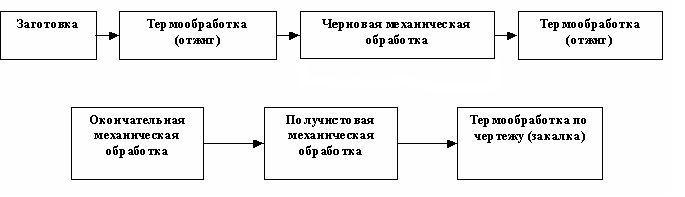 Заготовка
Термообработка
(отжиг)
Черновая механическая
обработка
Термообработка
(отжиг)
Окончательная
механическая
обработка
Получистовая
механическая
обработка
Термообработка по
чертежу (закалка)